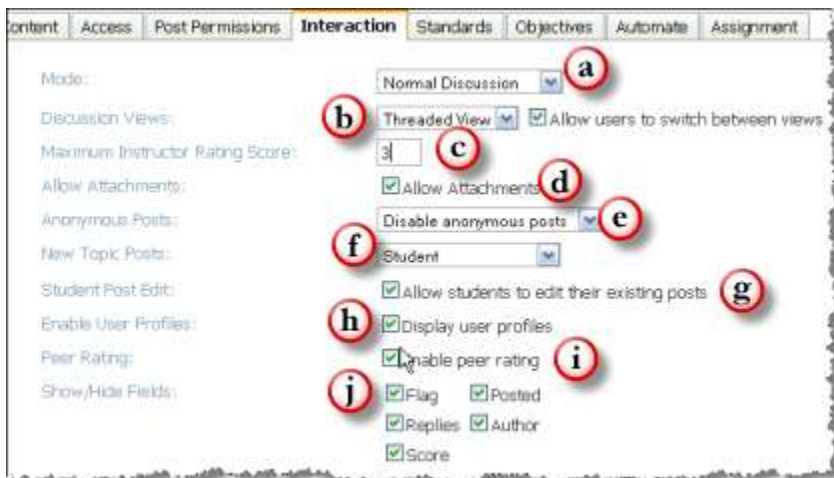 Content Access Post Permissions Interaction Standards Objectives Automate Assignment
Mode: Normal Discussion a
Discussion Views: b Threaded View Allow users to switch between views
Maximum Instructor Rating Score: 3 c
Allow Attachments: Allow Attachments d
Anonymous Posts: Disable anonymous posts e
New Topic Posts: f Student
Student Post Edit: Allow students to edit their existing posts g
Enable User Profiles: h Display user profiles
Peer Rating: Enable peer rating i
Show/Hide Fields: j Flag Posted
Replies Author
Score